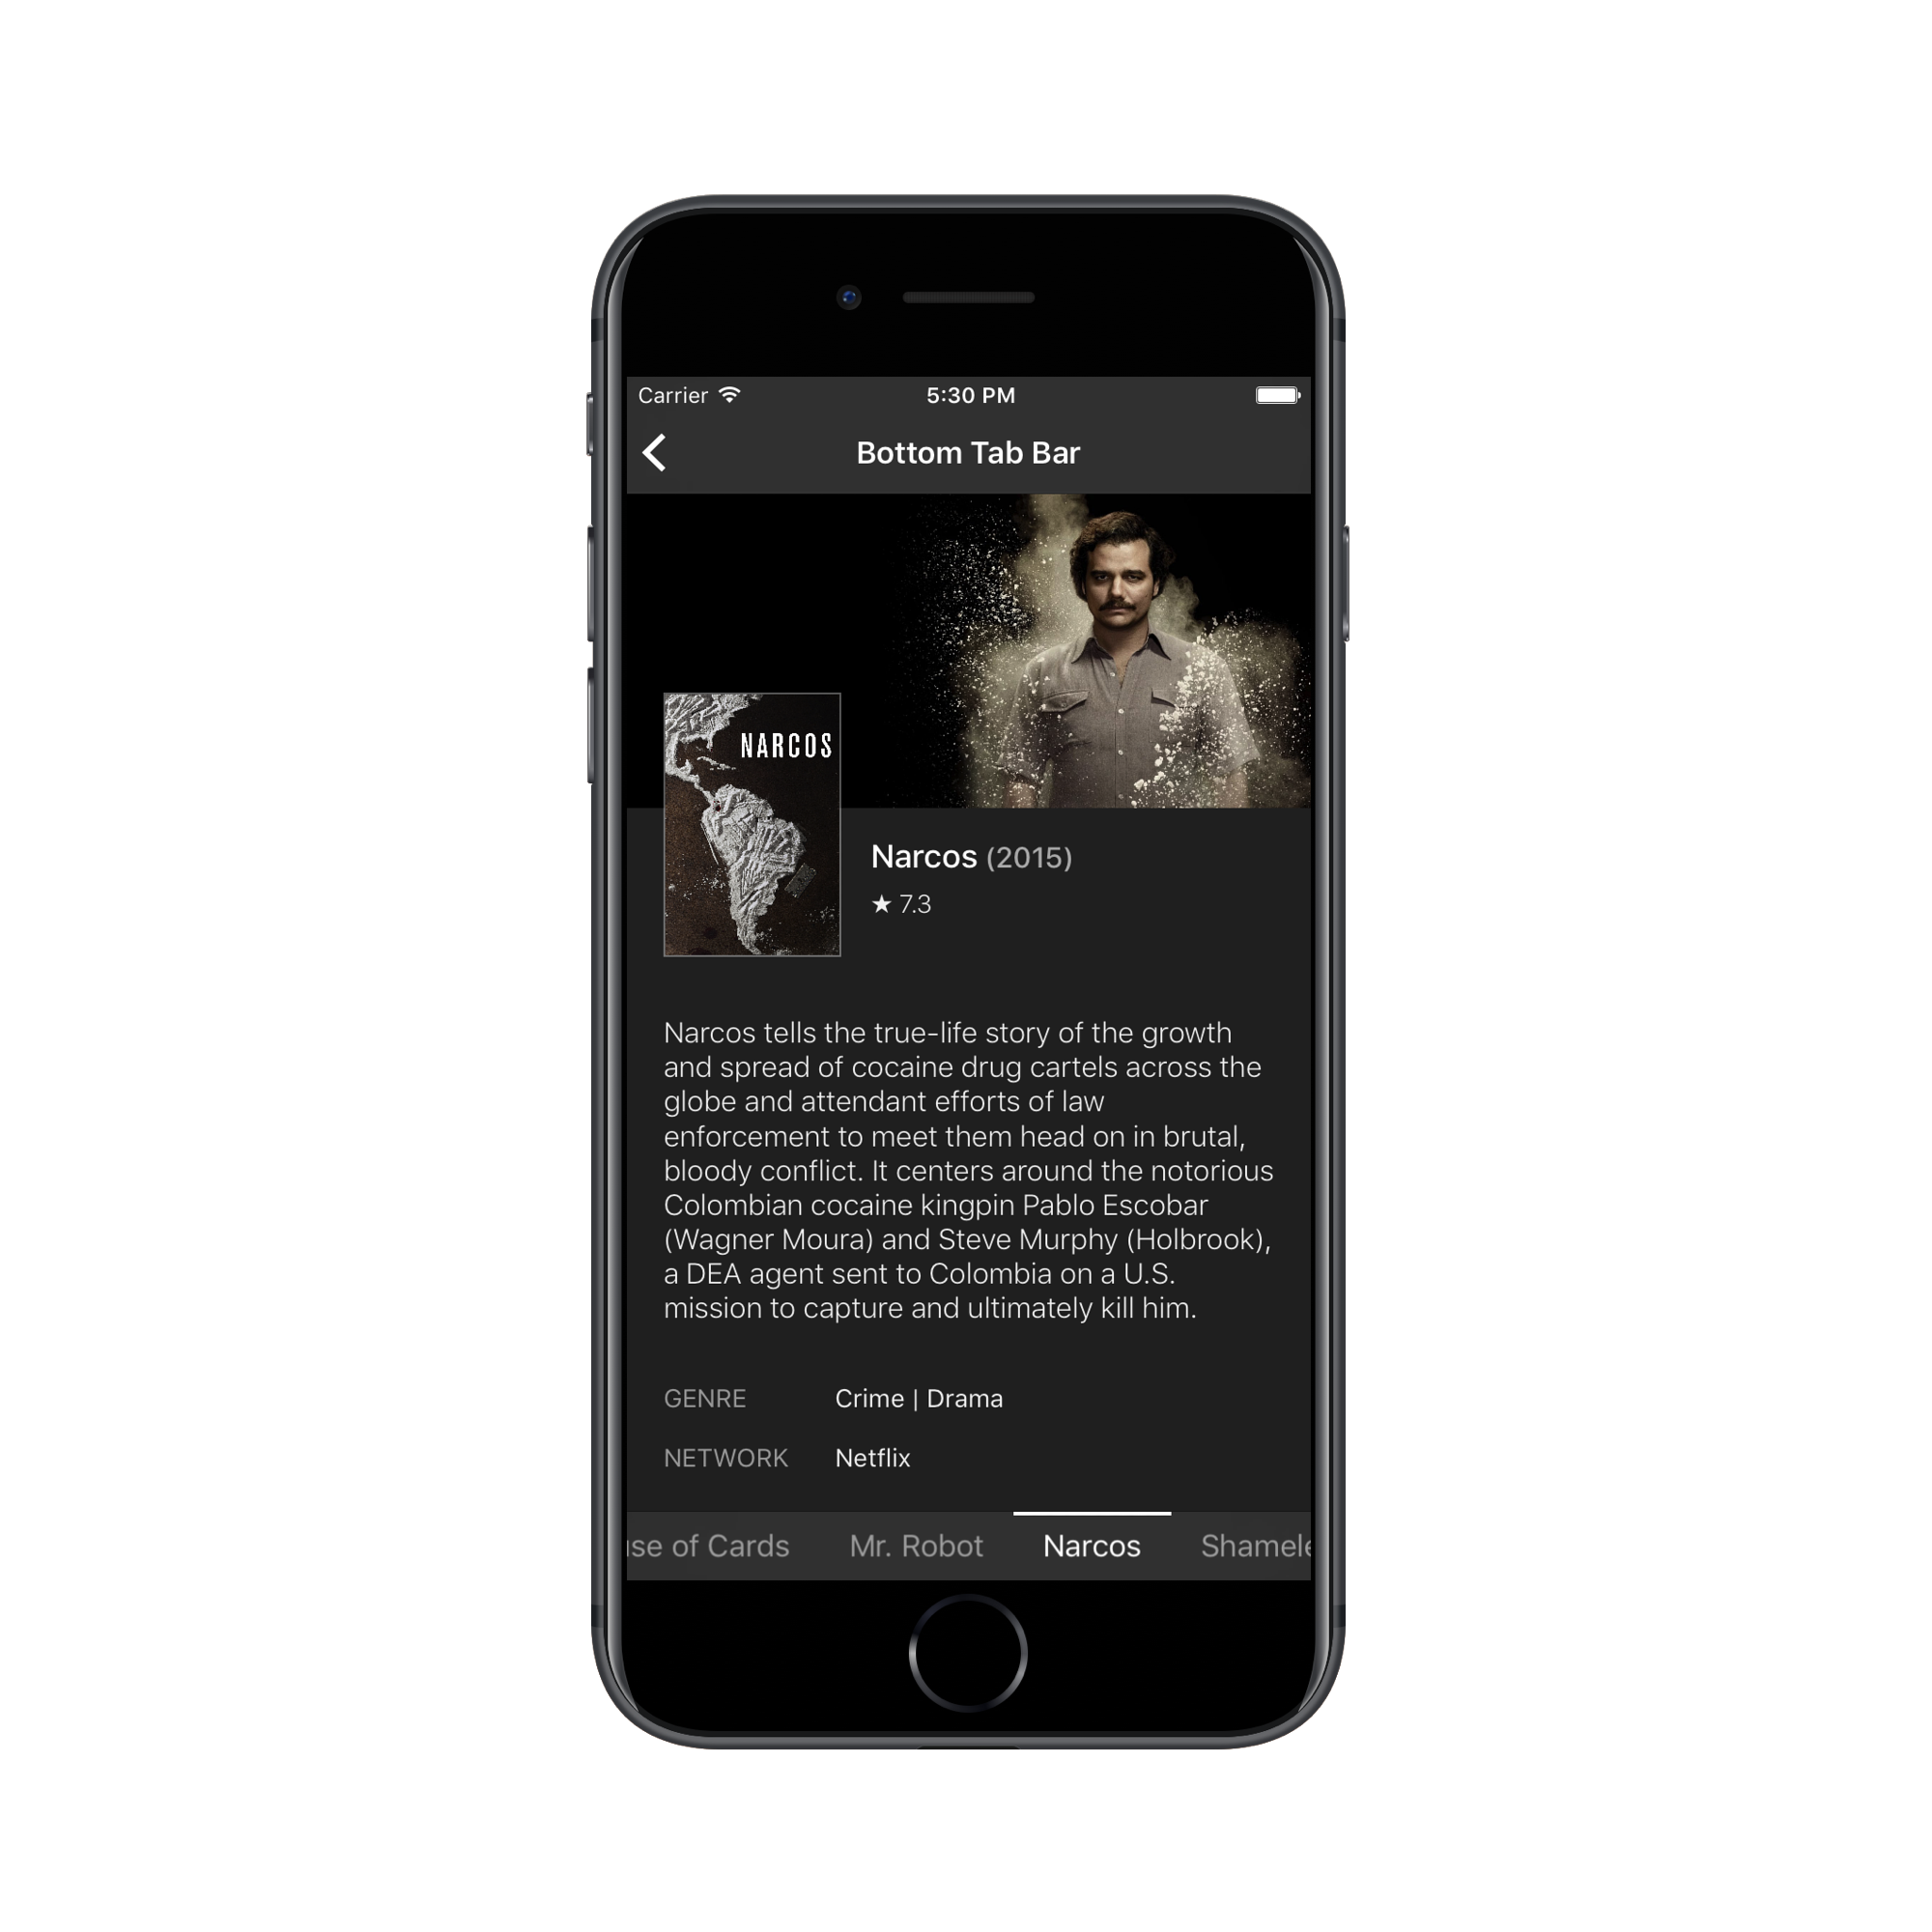 Carrier 5:30 PM
Bottom Tab Bar
NARCOS
Narcos (2015)
★ 7.3
Narcos tells the true-life story of the growth
and spread of cocaine drug cartels across the
globe and attendant efforts of law
enforcement to meet them head on in brutal,
bloody conflict. It centers around the notorious
Colombian cocaine kingpin Pablo Escobar
(Wagner Moura) and Steve Murphy (Holbrook),
a DEA agent sent to Colombia on a U.S.
mission to capture and ultimately kill him.
GENRE Crime | Drama
NETWORK Netflix
use of Cards Mr. Robot Narcos Shamele